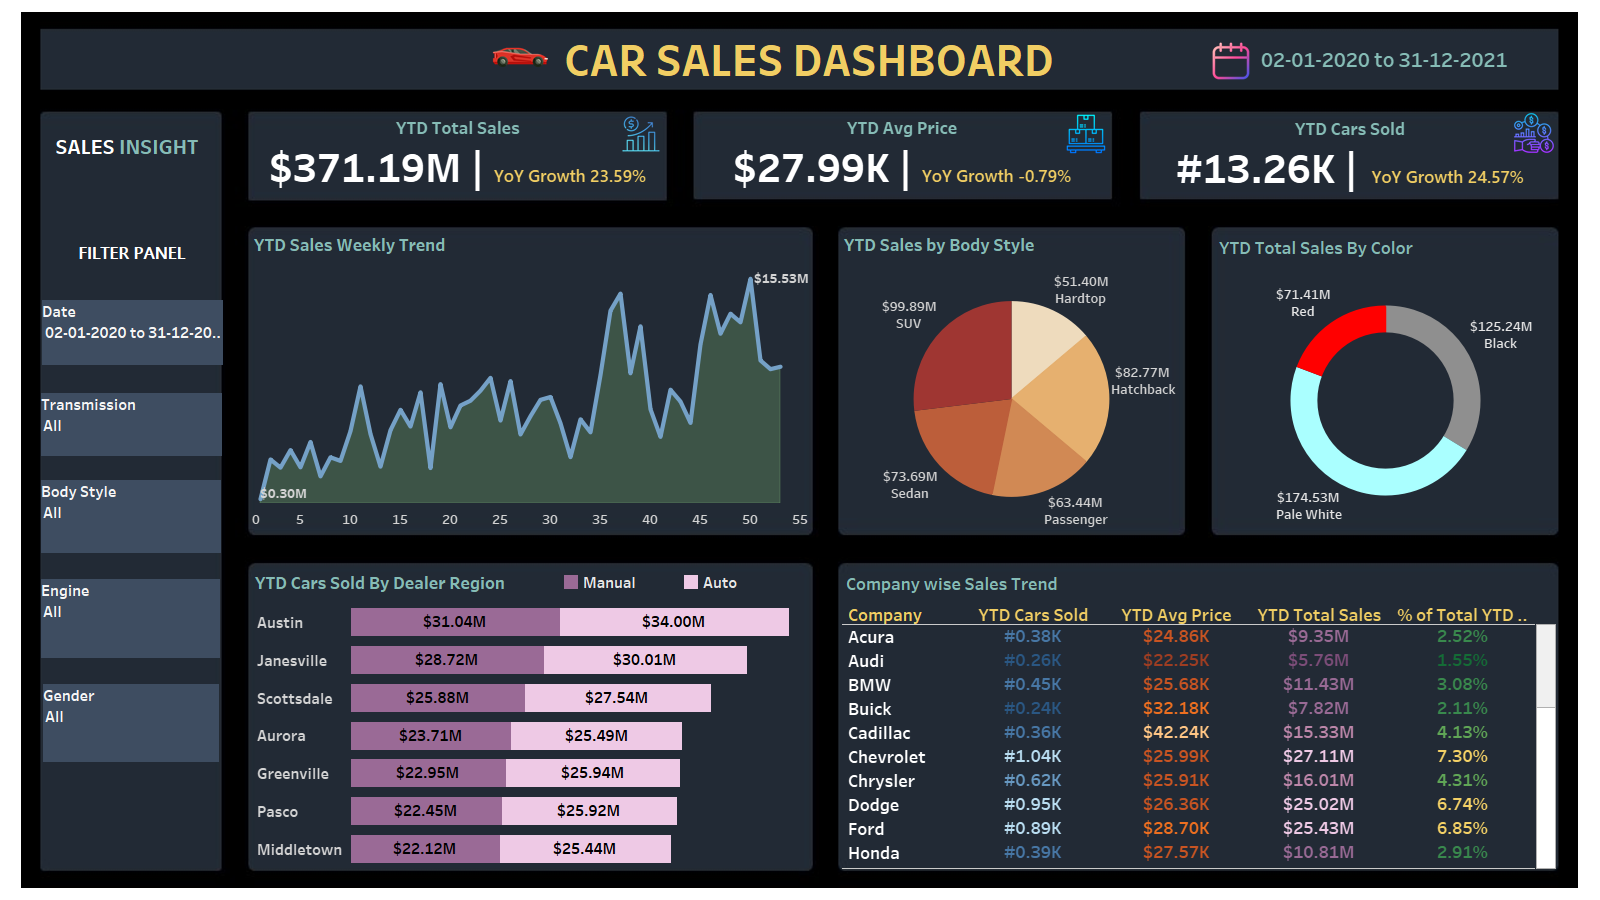 CAR SALES DASHBOARD
02-01-2020 to 31-12-2021
SALES INSIGHT
FILTER PANEL
Date
02-01-2020 to 31-12-20..
Transmission
All
Body Style
All
Engine
All
Gender
All
YTD Total Sales
$371.19M | YoY Growth 23.59%
YTD Avg Price
$27.99K | YoY Growth -0.79%
YTD Cars Sold
#13.26K | YoY Growth 24.57%
YTD Sales Weekly Trend
$15.53M
$0.30M
0 5 10 15 20 25 30 35 40 45 50 55
YTD Sales by Body Style
$51.40M
Hardtop
$99.89M
SUV
$82.77M
Hatchback
$73.69M
Sedan
$63.44M
Passenger
YTD Total Sales By Color
$71.41M
Red
$125.24M
Black
$174.53M
Pale White
YTD Cars Sold By Dealer Region
Manual Auto
Austin $31.04M $34.00M
Janesville $28.72M $30.01M
Scottsdale $25.88M $27.54M
Aurora $23.71M $25.49M
Greenville $22.95M $25.94M
Pasco $22.45M $25.92M
Middletown $22.12M $25.44M
Company wise Sales Trend
Company YTD Cars Sold YTD Avg Price YTD Total Sales % of Total YTD ..
Acura #0.38K $24.86K $9.35M 2.52%
Audi #0.26K $22.25K $5.76M 1.55%
BMW #0.45K $25.68K $11.43M 3.08%
Buick #0.24K $32.18K $7.82M 2.11%
Cadillac #0.36K $42.24K $15.33M 4.13%
Chevrolet #1.04K $25.99K $27.11M 7.30%
Chrysler #0.62K $25.91K $16.01M 4.31%
Dodge #0.95K $26.36K $25.02M 6.74%
Ford #0.89K $28.70K $25.43M 6.85%
Honda #0.39K $27.57K $10.81M 2.91%